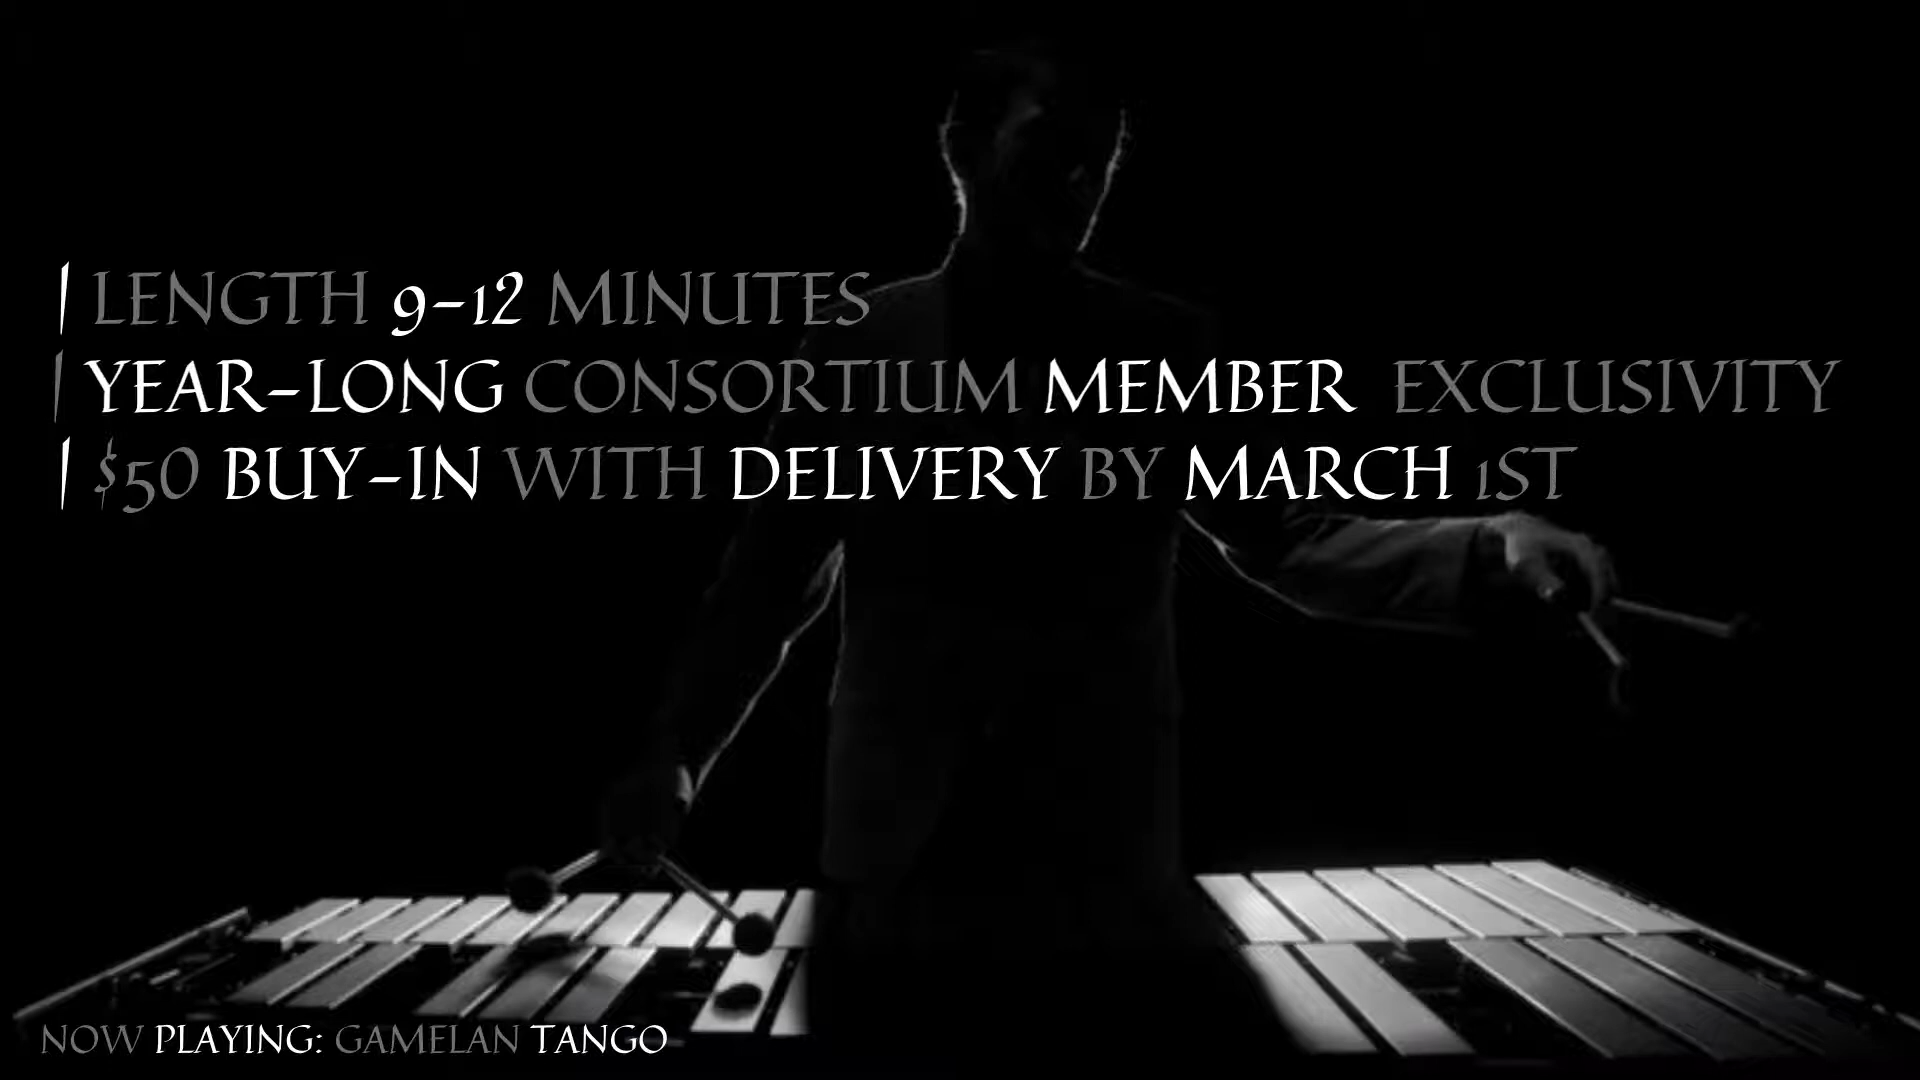 | LENGTH 9-12 MINUTES
| YEAR-LONG CONSORTIUM MEMBER EXCLUSIVITY
| $50 BUY-IN WITH DELIVERY BY MARCH 1ST
NOW PLAYING: GAMELAN TANGO